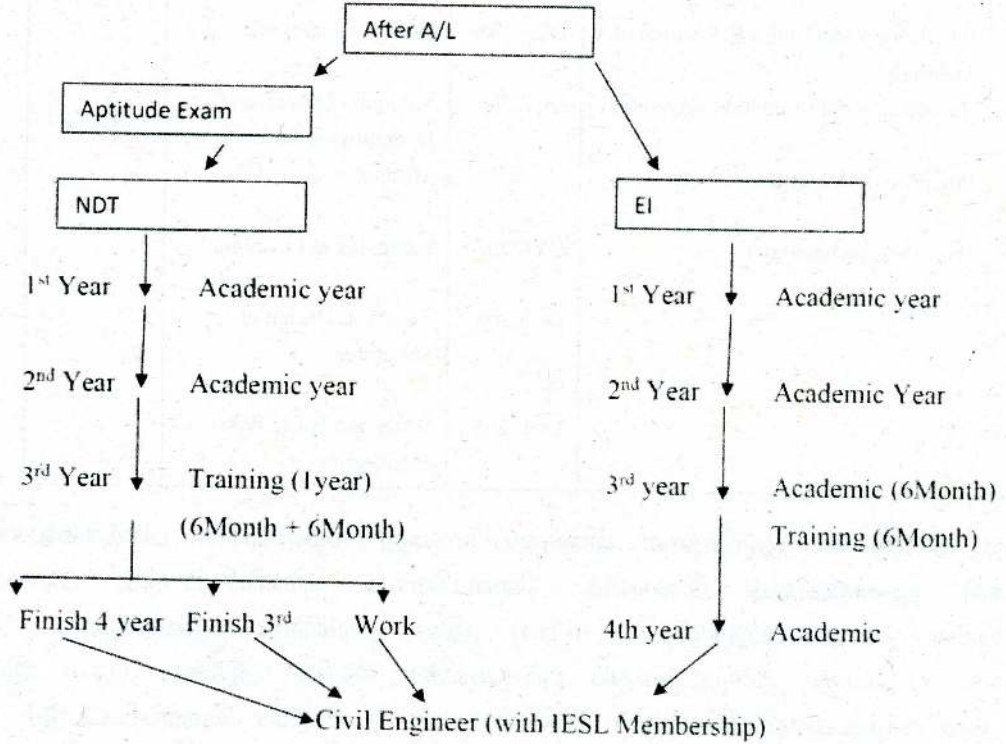 After A/L
Aptitude Exam
NDT
EI
1st Year Academic year
1st Year Academic year
2nd Year Academic year
2nd Year Academic Year
3rd Year Training (1year)
(6Month + 6Month)
3rd year Academic (6Month)
Training (6Month)
Finish 4 year Finish 3rd Work
4th year Academic
Civil Engineer (with IESL Membership)